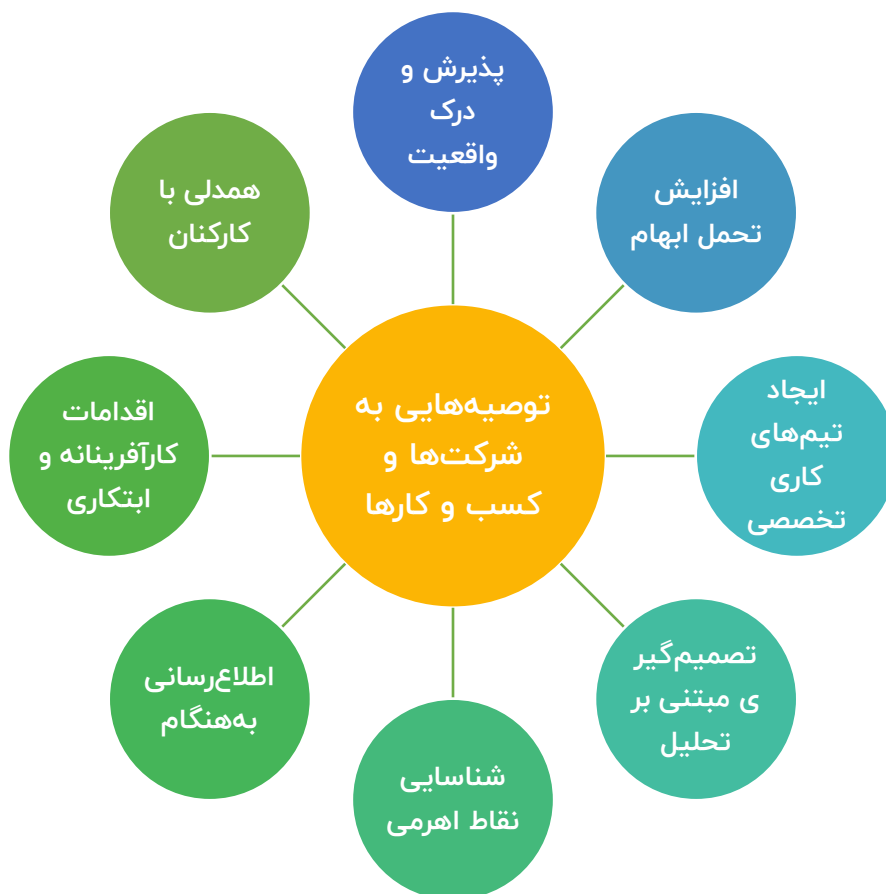 پذیرش و
درک
واقعیت
افزایش
تحمل ابهام
ایجاد
تیم‌های
کاری
تخصصی
تصمیم‌گیر
ی مبتنی بر
تحلیل
شناسایی
نقاط اهرمی
اطلاع‌رسانی
به‌هنگام
اقدامات
کارآفرینانه و
ابتکاری
همدلی با
کارکنان
توصیه‌هایی به
شرکت‌ها و
کسب و کارها